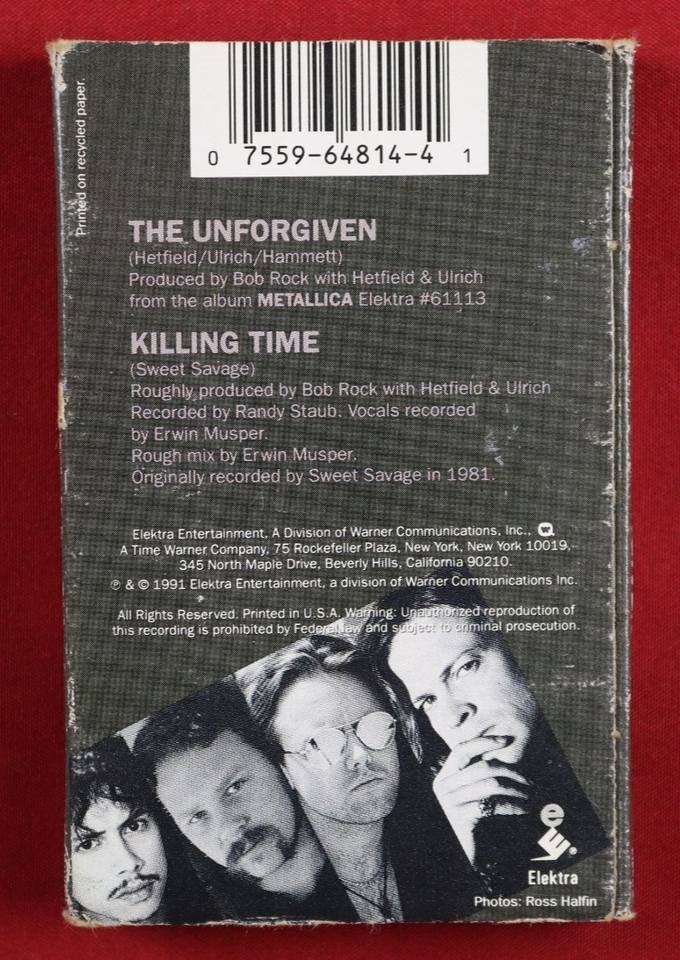 Printed on recycled paper.
0 7559-64814-4 1
THE UNFORGIVEN
(Hetfield/Ulrich/Hammett)
Produced by Bob Rock with Hetfield & Ulrich
from the album METALLICA Elektra #61113
KILLING TIME
(Sweet Savage)
Roughly produced by Bob Rock with Hetfield & Ulrich
Recorded by Randy Staub. Vocals recorded
by Erwin Musper.
Rough mix by Erwin Musper.
Originally recorded by Sweet Savage in 1981.
Elektra Entertainment, A Division of Warner Communications, Inc.,
A Time Warner Company, 75 Rockefeller Plaza, New York, New York 10019,
345 North Maple Drive, Beverly Hills, California 90210.
℗ & © 1991 Elektra Entertainment, a division of Warner Communications Inc.
All Rights Reserved. Printed in U.S.A. Warning: Unauthorized reproduction of
this recording is prohibited by Federal law and subject to criminal prosecution.
Elektra
Photos: Ross Halfin